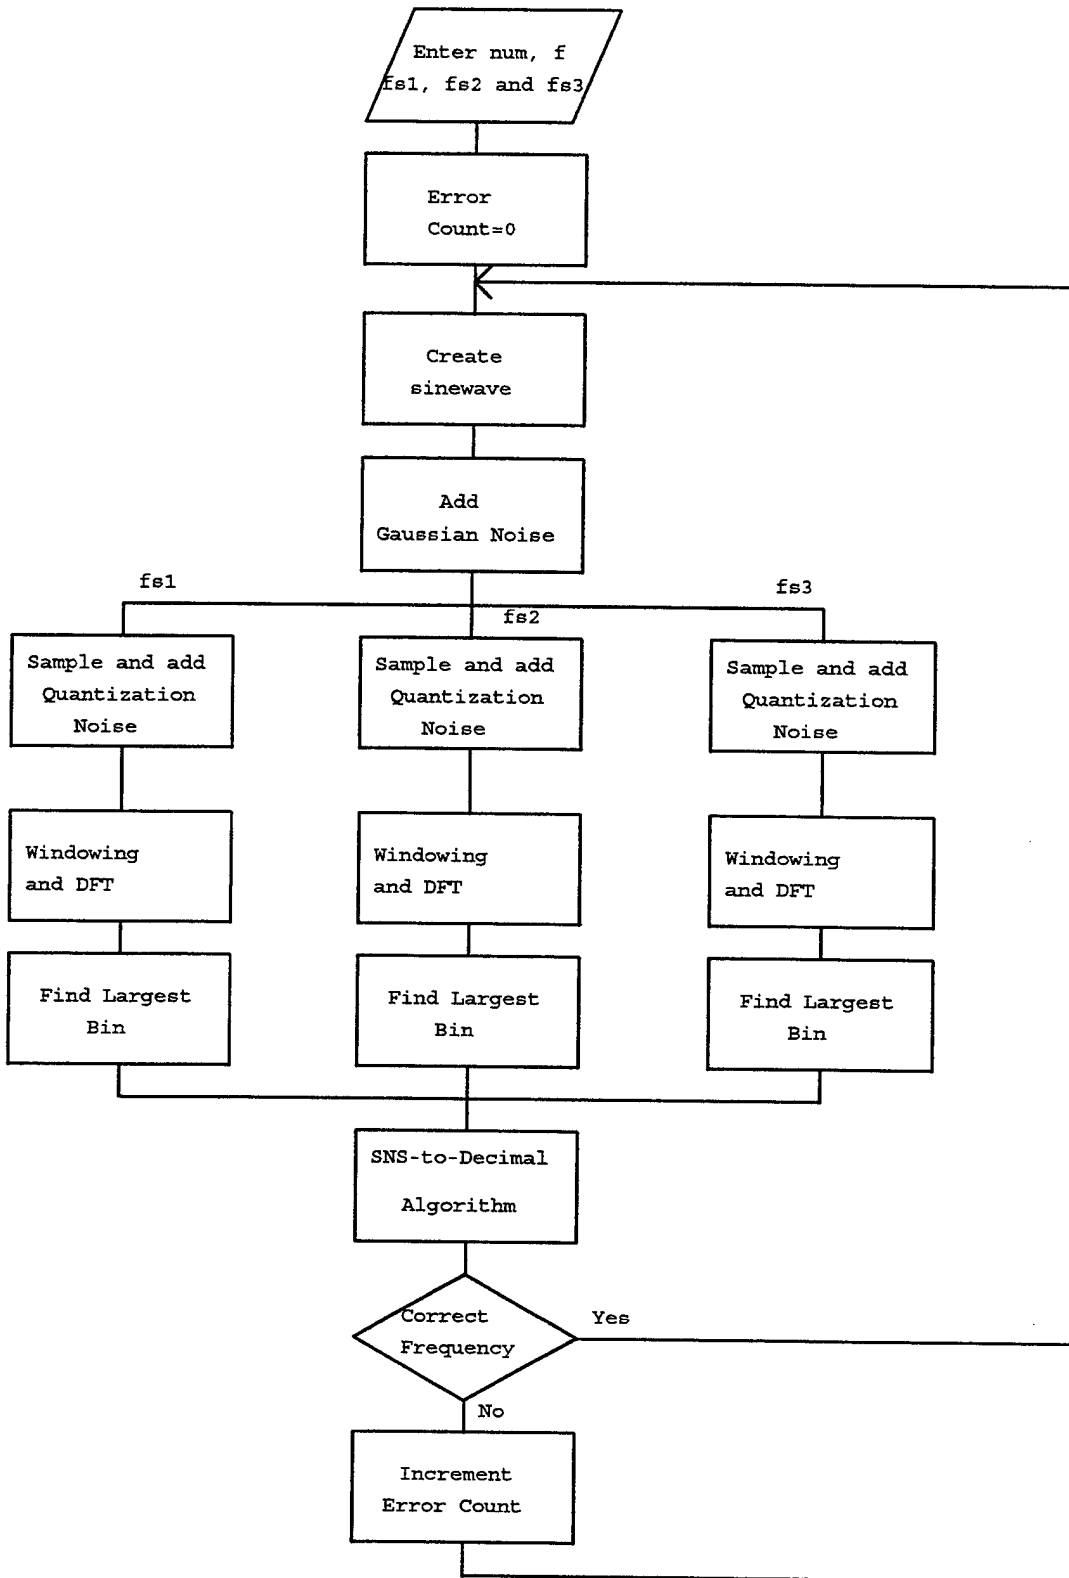 Enter num, f
fs1, fs2 and fs3
Error
Count=0
Create
sinewave
Add
Gaussian Noise
fs1
fs2
fs3
Sample and add
Quantization
Noise
Sample and add
Quantization
Noise
Sample and add
Quantization
Noise
Windowing
and DFT
Windowing
and DFT
Windowing
and DFT
Find Largest
Bin
Find Largest
Bin
Find Largest
Bin
SNS-to-Decimal
Algorithm
Correct
Frequency
Yes
No
Increment
Error Count